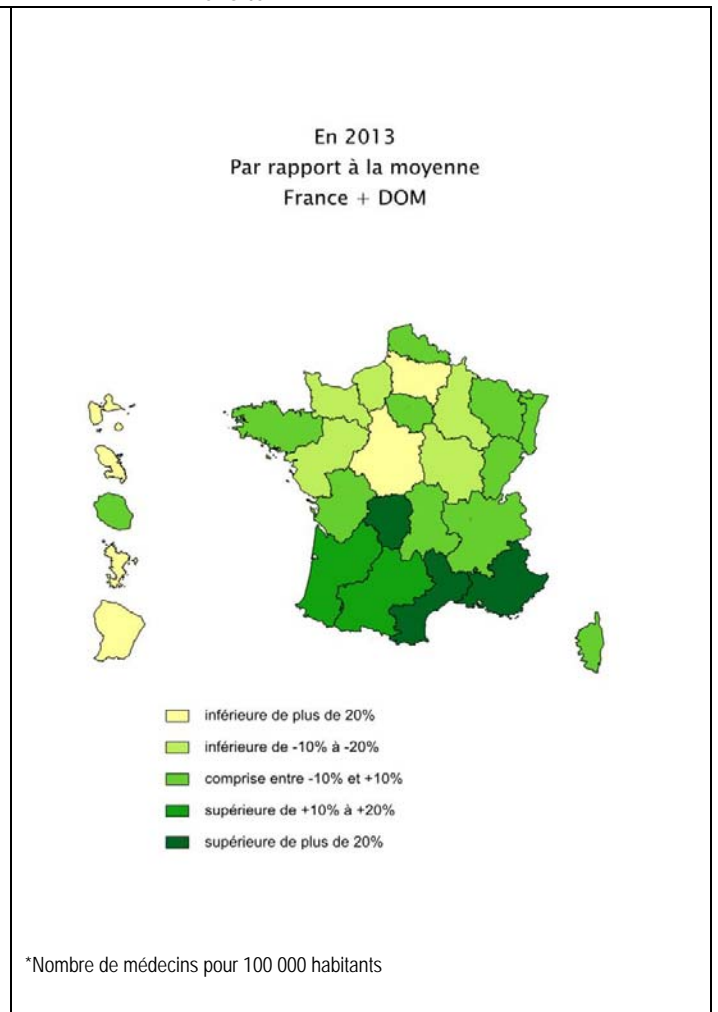 En 2013
Par rapport à la moyenne
France + DOM
inférieure de plus de 20%
inférieure de -10% à -20%
comprise entre -10% et +10%
supérieure de +10% à +20%
supérieure de plus de 20%
*Nombre de médecins pour 100 000 habitants